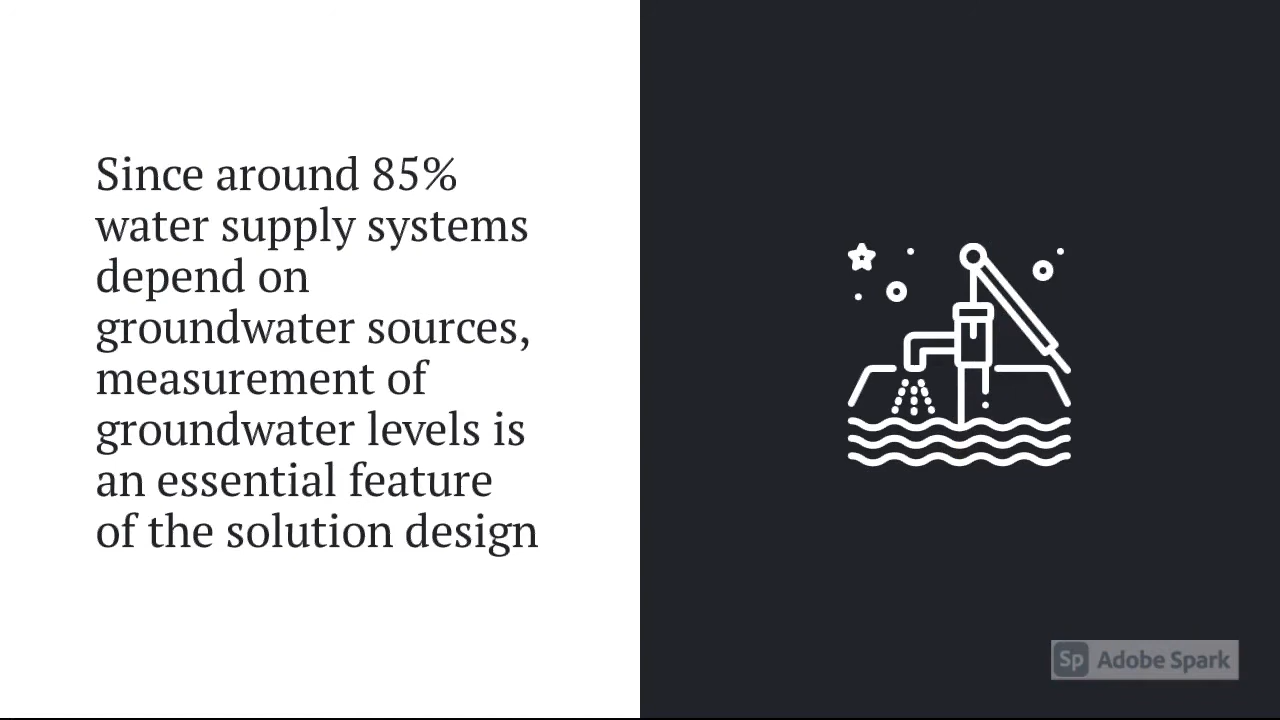 Since around 85%
water supply systems
depend on
groundwater sources,
measurement of
groundwater levels is
an essential feature
of the solution design
Sp Adobe Spark